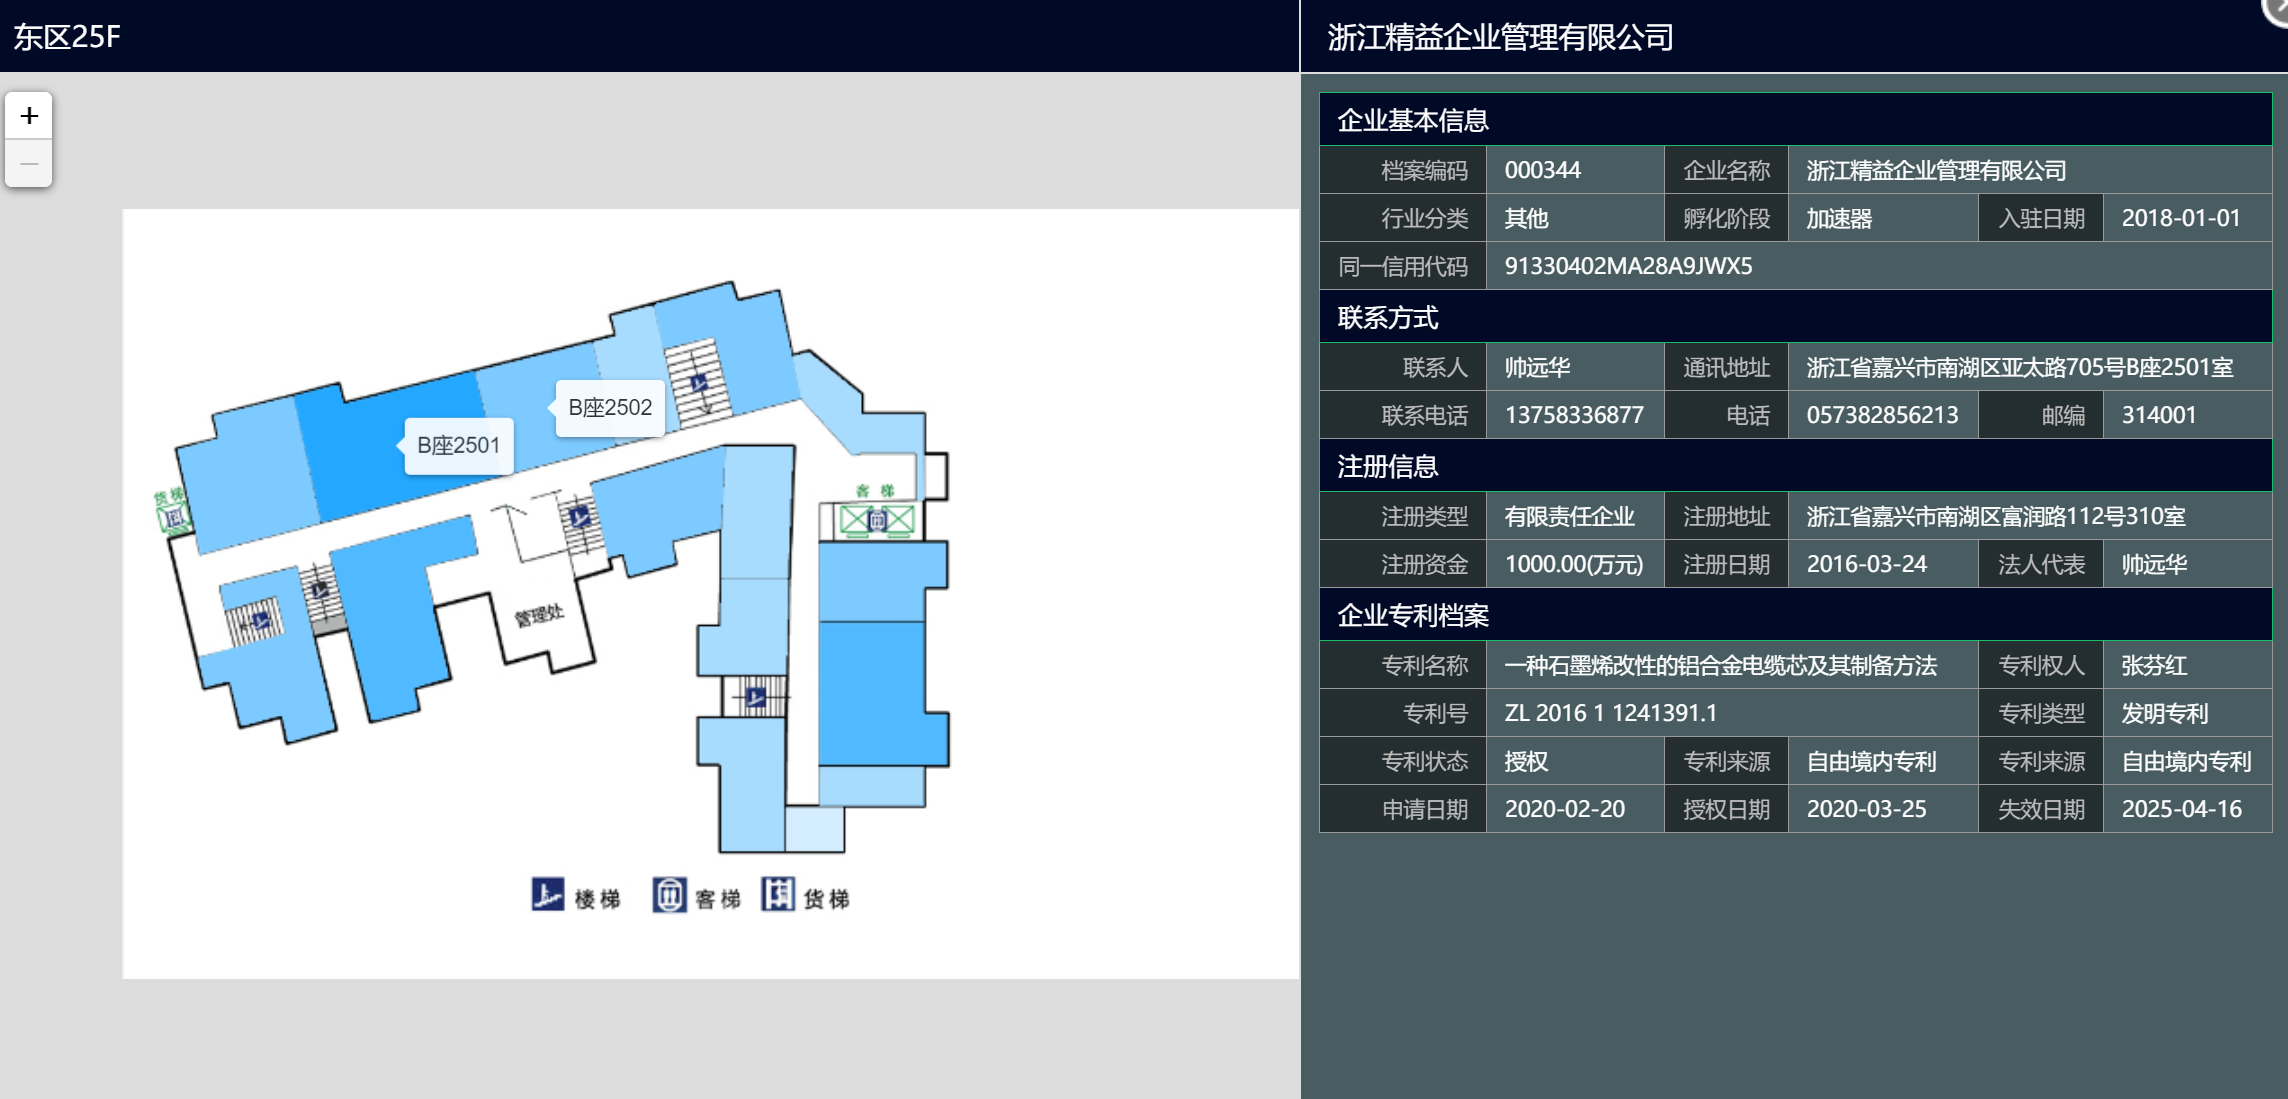 东区25F
+
−
B座2502
B座2501
货梯
客 梯
管理处
楼梯
客梯
货梯
浙江精益企业管理有限公司
企业基本信息
档案编码 000344 企业名称 浙江精益企业管理有限公司
行业分类 其他 孵化阶段 加速器 入驻日期 2018-01-01
同一信用代码 91330402MA28A9JWX5
联系方式
联系人 帅远华 通讯地址 浙江省嘉兴市南湖区亚太路705号B座2501室
联系电话 13758336877 电话 057382856213 邮编 314001
注册信息
注册类型 有限责任企业 注册地址 浙江省嘉兴市南湖区富润路112号310室
注册资金 1000.00(万元) 注册日期 2016-03-24 法人代表 帅远华
企业专利档案
专利名称 一种石墨烯改性的铝合金电缆芯及其制备方法 专利权人 张芬红
专利号 ZL 2016 1 1241391.1 专利类型 发明专利
专利状态 授权 专利来源 自由境内专利 专利来源 自由境内专利
申请日期 2020-02-20 授权日期 2020-03-25 失效日期 2025-04-16